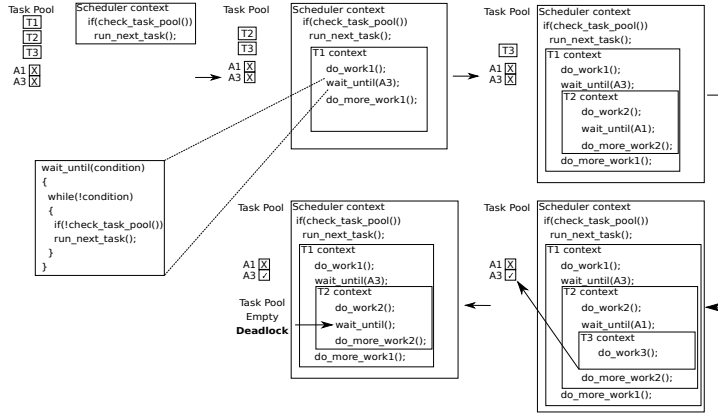 Task Pool
T1
T2
T3
A1 X
A3 X
Scheduler context
if(check_task_pool())
run_next_task();
Task Pool
T2
T3
A1 X
A3 X
Scheduler context
if(check_task_pool())
run_next_task();
T1 context
do_work1();
wait_until(A3);
do_more_work1();
Task Pool
T3
A1 X
A3 X
Scheduler context
if(check_task_pool())
run_next_task();
T1 context
do_work1();
wait_until(A3);
T2 context
do_work2();
wait_until(A1);
do_more_work2();
do_more_work1();
wait_until(condition)
{
while(!condition)
{
if(!check_task_pool())
run_next_task();
}
}
Task Pool
A1 X
A3 ✓
Task Pool
Empty
Deadlock
Scheduler context
if(check_task_pool())
run_next_task();
T1 context
do_work1();
wait_until(A3);
T2 context
do_work2();
wait_until();
do_more_work2();
do_more_work1();
Task Pool
A1 X
A3 ✓
Scheduler context
if(check_task_pool())
run_next_task();
T1 context
do_work1();
wait_until(A3);
T2 context
do_work2();
wait_until(A1);
T3 context
do_work3();
do_more_work2();
do_more_work1();